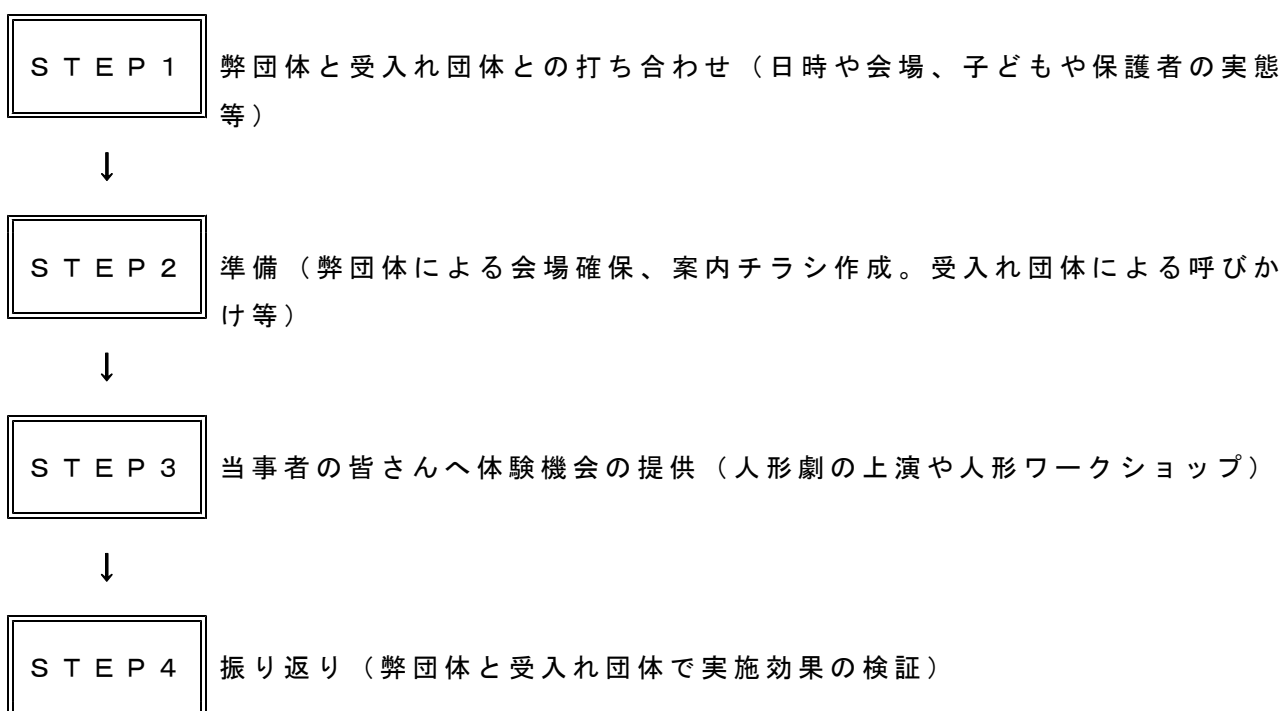 STEP1
弊団体と受入れ団体との打ち合わせ（日時や会場、子どもや保護者の実態
等）
↓
STEP2
準備（弊団体による会場確保、案内チラシ作成。受入れ団体による呼びか
け等）
↓
STEP3
当事者の皆さんへ体験機会の提供（人形劇の上演や人形ワークショップ）
↓
STEP4
振り返り（弊団体と受入れ団体で実施効果の検証）